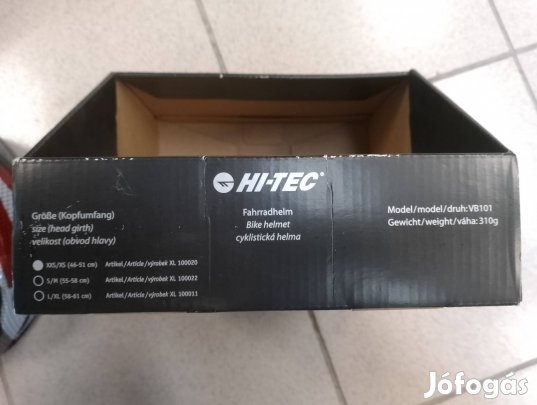 HI-TEC®
Größe (Kopfumfang)
size (head girth)
velikost (obvod hlavy)
XXS/XS (46-51 cm) Artikel/Article/výrobek XL 100020
S/M (55-58 cm) Artikel/Article/výrobek XL 100022
L/XL (58-61 cm) Artikel/Article/výrobek XL 100011
Fahrradhelm
Bike helmet
cyklistická helma
Model/model/druh: VB101
Gewicht/weight/váha: 310g
Jófogás